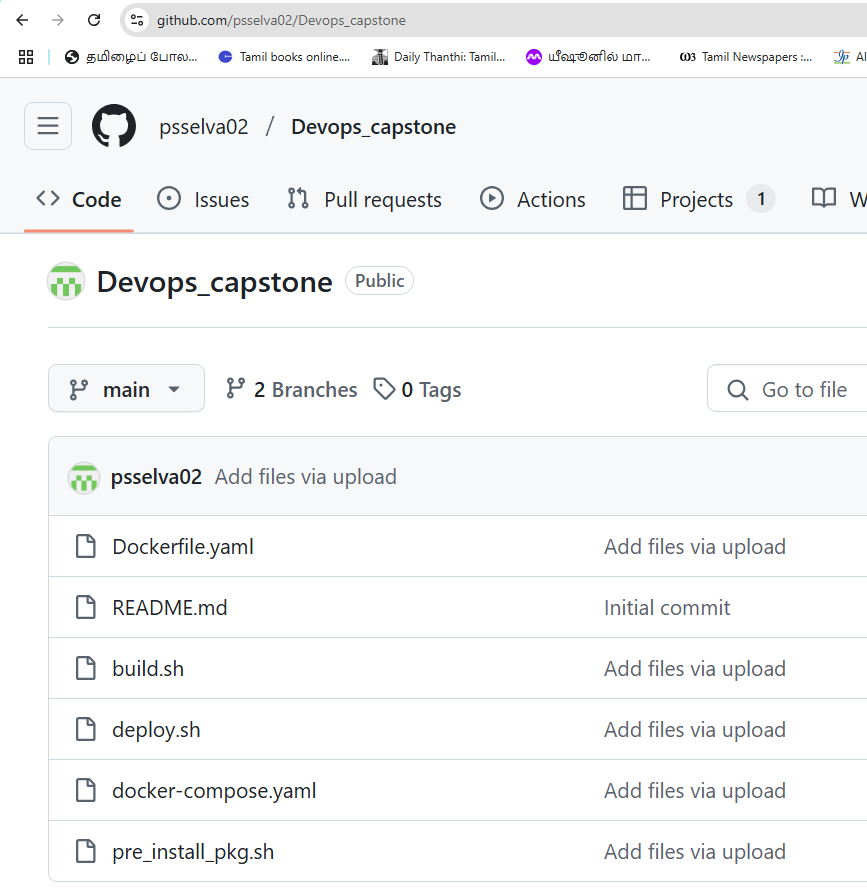 github.com/psselva02/Devops_capstone
தமிழைப் போல... Tamil books online.... Daily Thanthi: Tamil... யீஷூனில் மா... Tamil Newspapers :...
psselva02 / Devops_capstone
Code Issues Pull requests Actions Projects 1 W
Devops_capstone Public
main 2 Branches 0 Tags Go to file
psselva02 Add files via upload
Dockerfile.yaml Add files via upload
README.md Initial commit
build.sh Add files via upload
deploy.sh Add files via upload
docker-compose.yaml Add files via upload
pre_install_pkg.sh Add files via upload